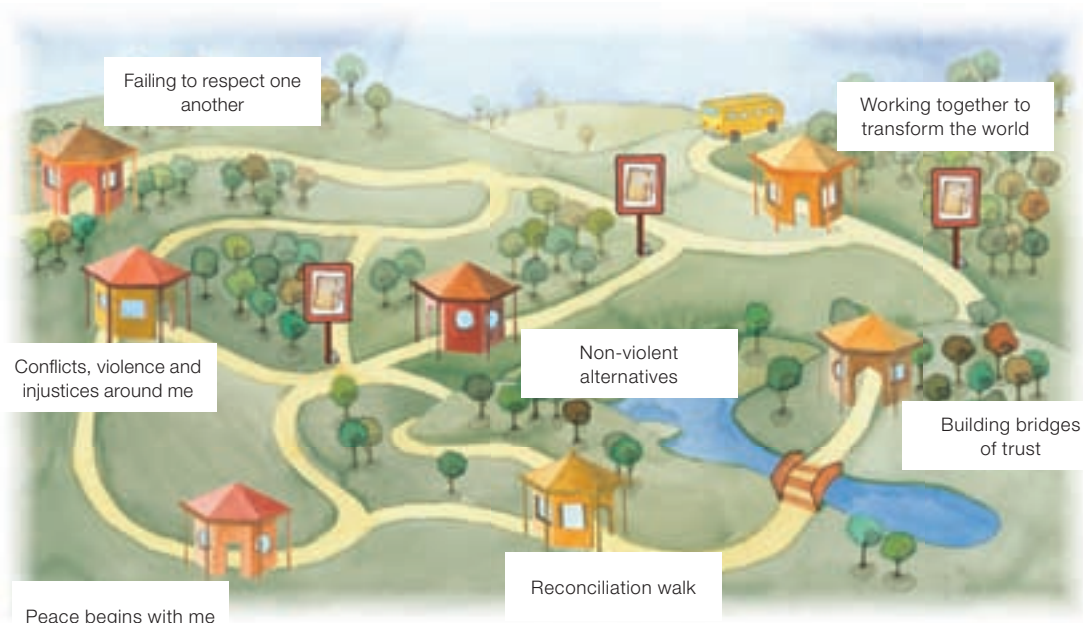 Failing to respect one
another
Working together to
transform the world
Non-violent
alternatives
Conflicts, violence and
injustices around me
Building bridges
of trust
Reconciliation walk
Peace begins with me